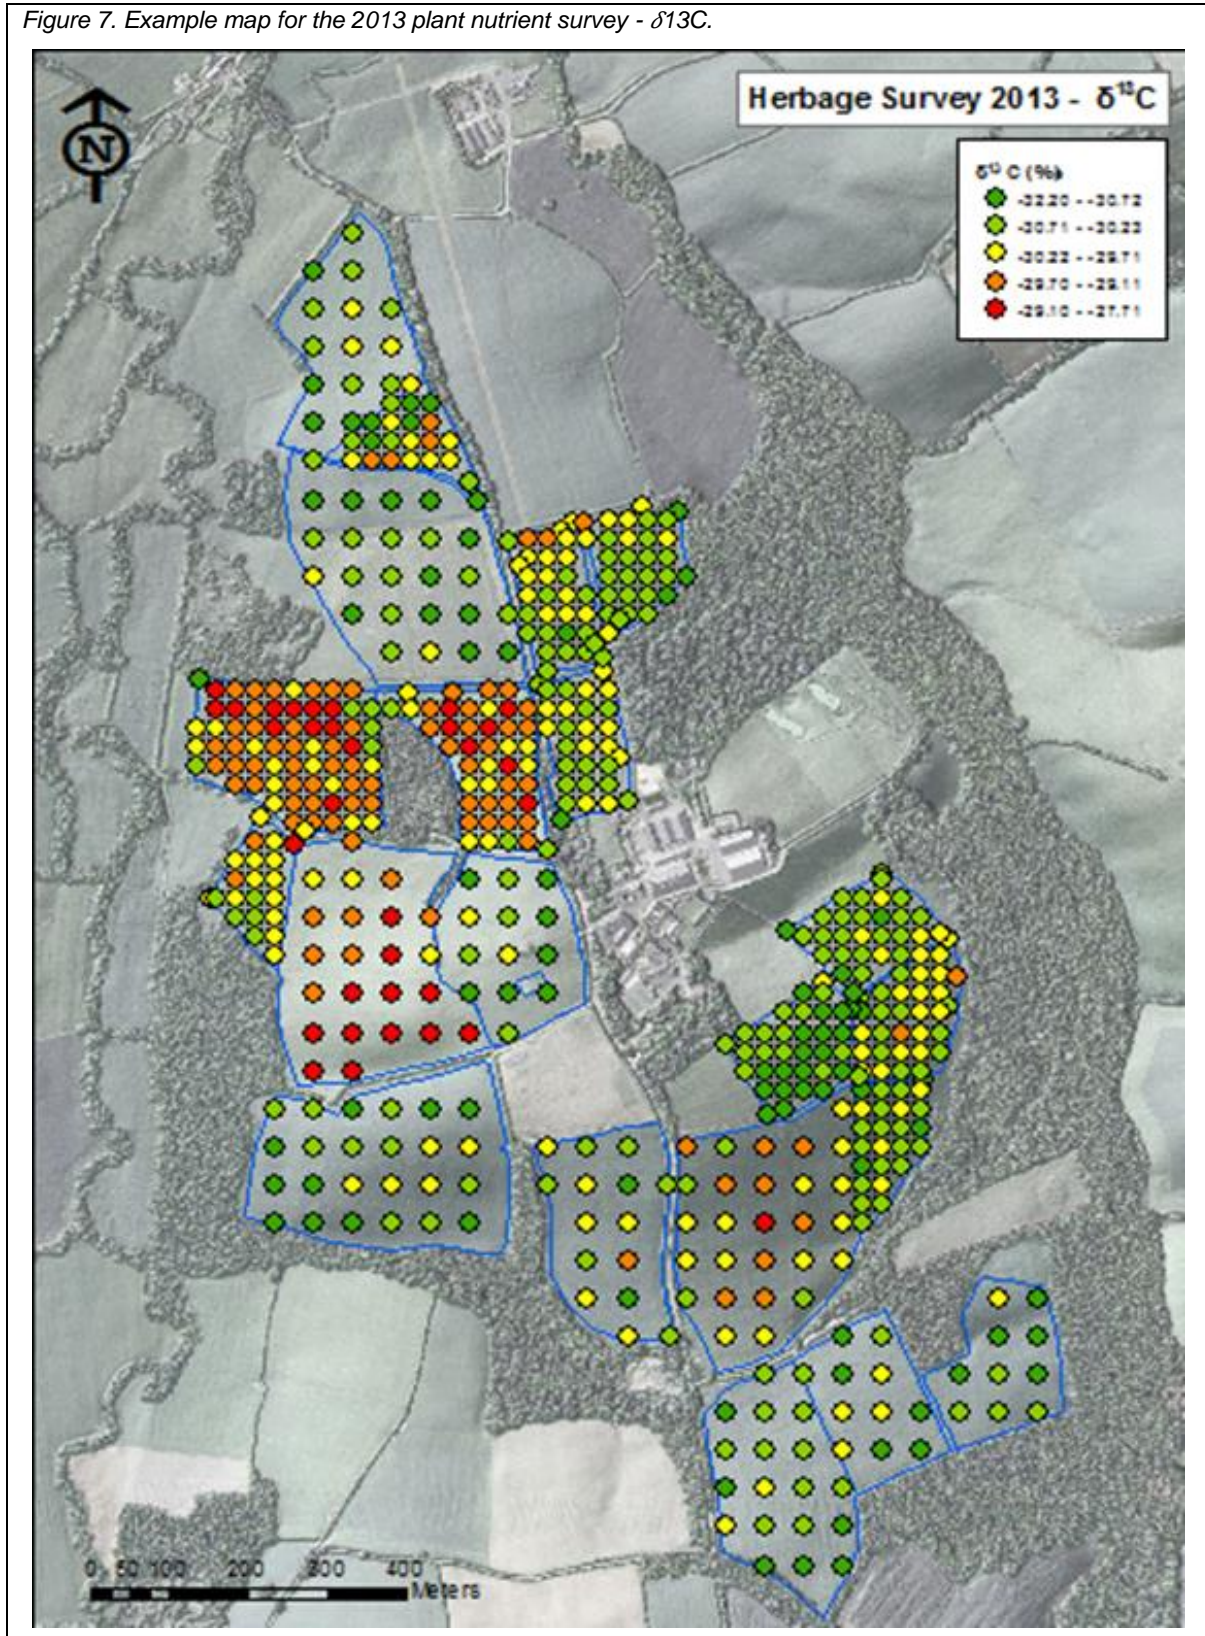 Figure 7. Example map for the 2013 plant nutrient survey - δ13C.
N
Herbage Survey 2013 - δ¹³C
δ¹³ C (‰)
-32.20 - -30.72
-30.71 - -30.23
-30.22 - -29.71
-29.70 - -29.11
-29.10 - -27.71
0 50 100 200 300 400
Meters